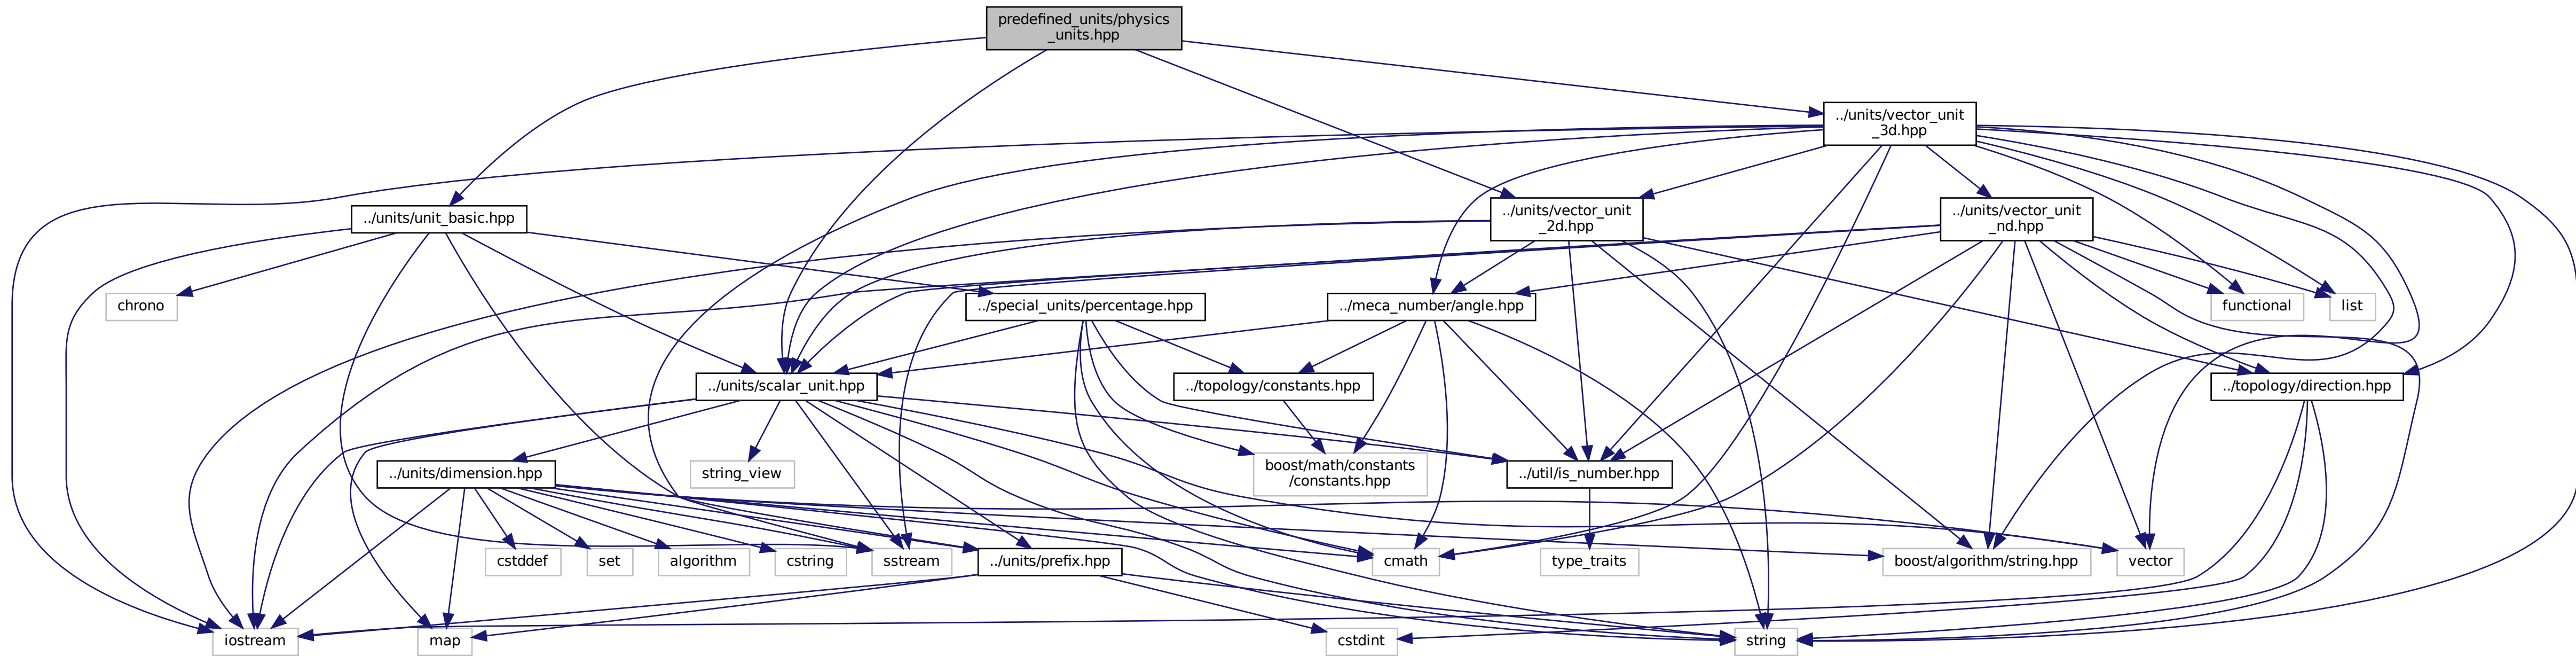 predefined_units/physics
_units.hpp
../units/vector_unit
_3d.hpp
../units/unit_basic.hpp
../units/vector_unit
_2d.hpp
../units/vector_unit
_nd.hpp
chrono
../special_units/percentage.hpp
../meca_number/angle.hpp
functional
list
../units/scalar_unit.hpp
../topology/constants.hpp
../topology/direction.hpp
../units/dimension.hpp
string_view
boost/math/constants
/constants.hpp
../util/is_number.hpp
cstddef
set
algorithm
cstring
sstream
../units/prefix.hpp
cmath
type_traits
boost/algorithm/string.hpp
vector
iostream
map
cstdint
string